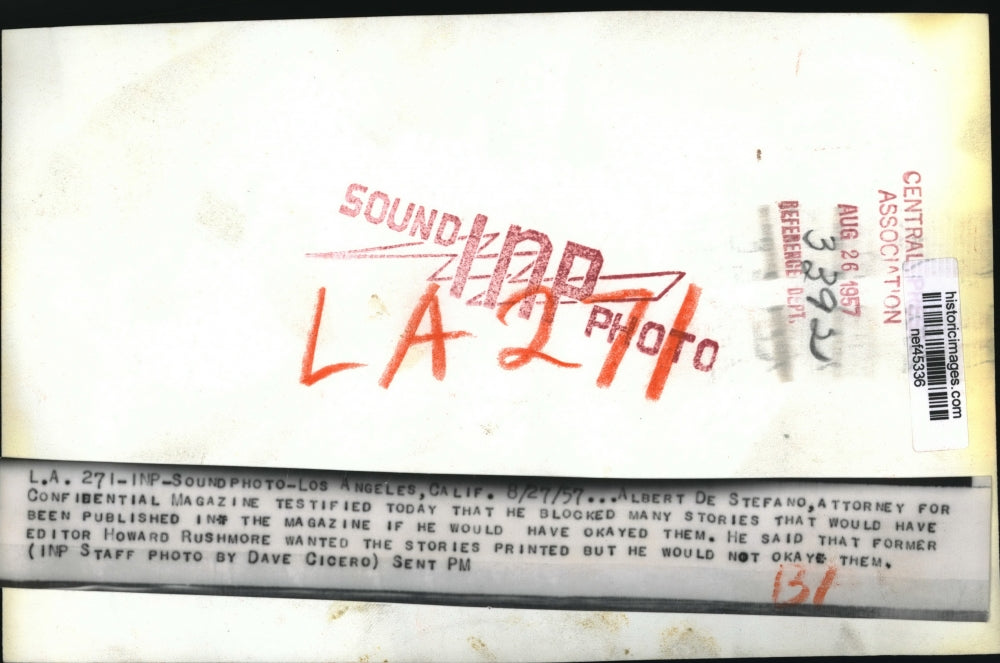 SOUND
INP
PHOTO
LA 271
CENTRAL
ASSOCIATION
AUG 26 1957
3392
REFERENCE DEPT.
historicimages.com
nef45336
L.A. 271-INP-SOUNDPHOTO-LOS ANGELES, CALIF. 8/27/57...ALBERT DE STEFANO, ATTORNEY FOR
CONFIDENTIAL MAGAZINE TESTIFIED TODAY THAT HE BLOCKED MANY STORIES THAT WOULD HAVE
BEEN PUBLISHED IN THE MAGAZINE IF HE WOULD HAVE OKAYED THEM. HE SAID THAT FORMER
EDITOR HOWARD RUSHMORE WANTED THE STORIES PRINTED BUT HE WOULD NOT OKAYE THEM.
(INP STAFF PHOTO BY DAVE CICERO) SENT PM
131